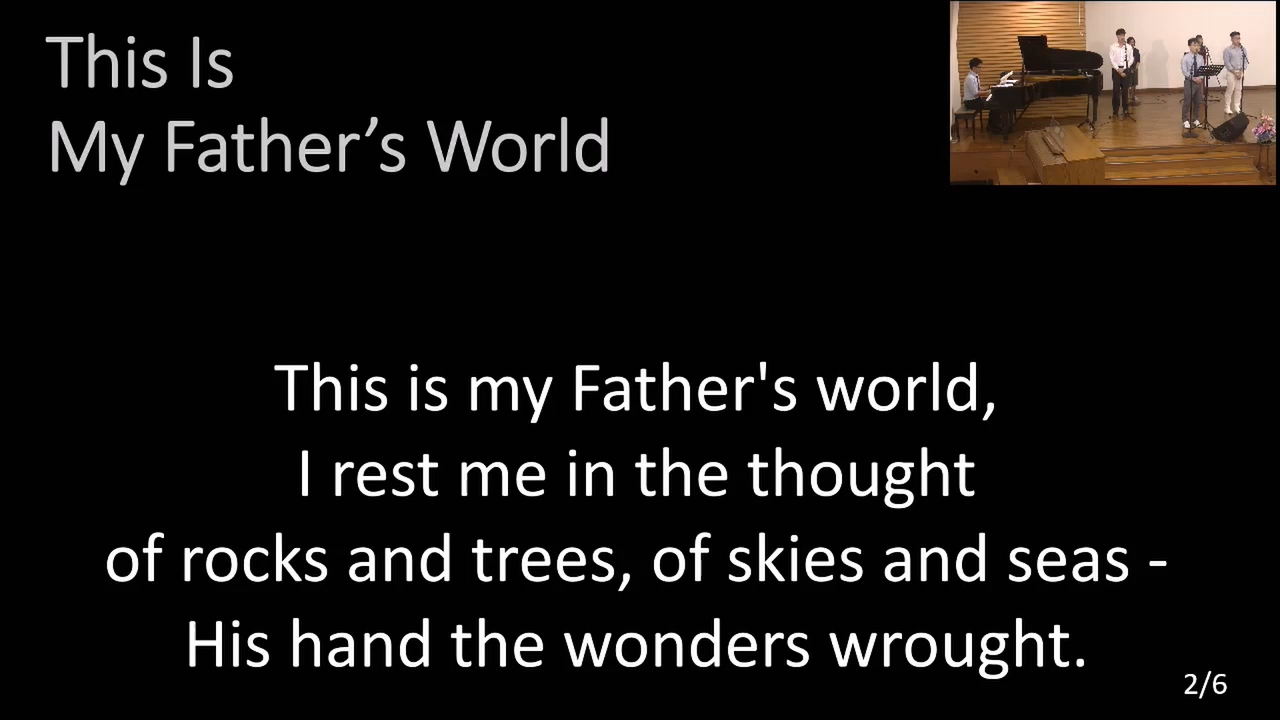 This Is
My Father’s World
This is my Father's world,
I rest me in the thought
of rocks and trees, of skies and seas -
His hand the wonders wrought.
2/6